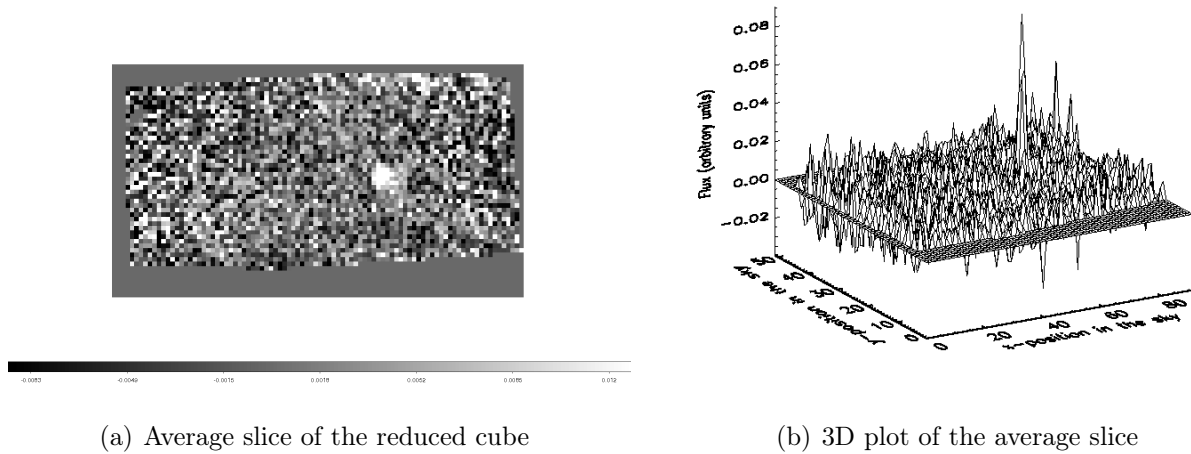 -0.0083 -0.0049 -0.0015 0.0018 0.0052 0.0085 0.012
(a) Average slice of the reduced cube
0.08
0.06
0.04
0.02
0.00
-0.02
Flux (arbitrary units)
50 40 30 20 10 0
y-position in the sky
0 20 40 60 80
x-position in the sky
(b) 3D plot of the average slice